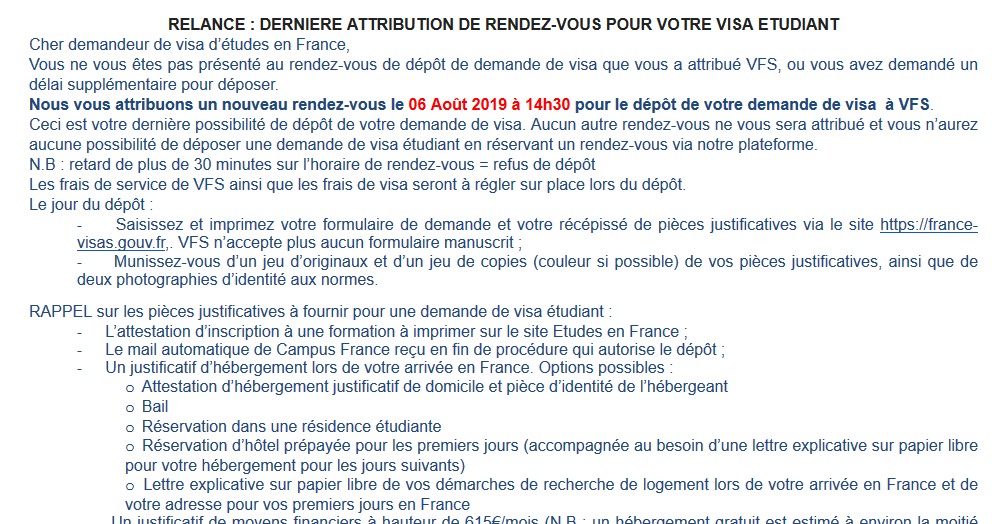 RELANCE : DERNIERE ATTRIBUTION DE RENDEZ-VOUS POUR VOTRE VISA ETUDIANT
Cher demandeur de visa d’études en France,
Vous ne vous êtes pas présenté au rendez-vous de dépôt de demande de visa que vous a attribué VFS, ou vous avez demandé un
délai supplémentaire pour déposer.
Nous vous attribuons un nouveau rendez-vous le 06 Août 2019 à 14h30 pour le dépôt de votre demande de visa à VFS.
Ceci est votre dernière possibilité de dépôt de votre demande de visa. Aucun autre rendez-vous ne vous sera attribué et vous n’aurez
aucune possibilité de déposer une demande de visa étudiant en réservant un rendez-vous via notre plateforme.
N.B : retard de plus de 30 minutes sur l’horaire de rendez-vous = refus de dépôt
Les frais de service de VFS ainsi que les frais de visa seront à régler sur place lors du dépôt.
Le jour du dépôt :
- Saisissez et imprimez votre formulaire de demande et votre récépissé de pièces justificatives via le site https://france-
visas.gouv.fr,. VFS n’accepte plus aucun formulaire manuscrit ;
- Munissez-vous d’un jeu d’originaux et d’un jeu de copies (couleur si possible) de vos pièces justificatives, ainsi que de
deux photographies d’identité aux normes.
RAPPEL sur les pièces justificatives à fournir pour une demande de visa étudiant :
- L’attestation d’inscription à une formation à imprimer sur le site Etudes en France ;
- Le mail automatique de Campus France reçu en fin de procédure qui autorise le dépôt ;
- Un justificatif d’hébergement lors de votre arrivée en France. Options possibles :
o Attestation d’hébergement justificatif de domicile et pièce d’identité de l’hébergeant
o Bail
o Réservation dans une résidence étudiante
o Réservation d’hôtel prépayée pour les premiers jours (accompagnée au besoin d’une lettre explicative sur papier libre
pour votre hébergement pour les jours suivants)
o Lettre explicative sur papier libre de vos démarches de recherche de logement lors de votre arrivée en France et de
votre adresse pour vos premiers jours en France
Un justificatif de moyens financiers à hauteur de 615€/mois (N.B : un hébergement gratuit est estimé à environ la moitié